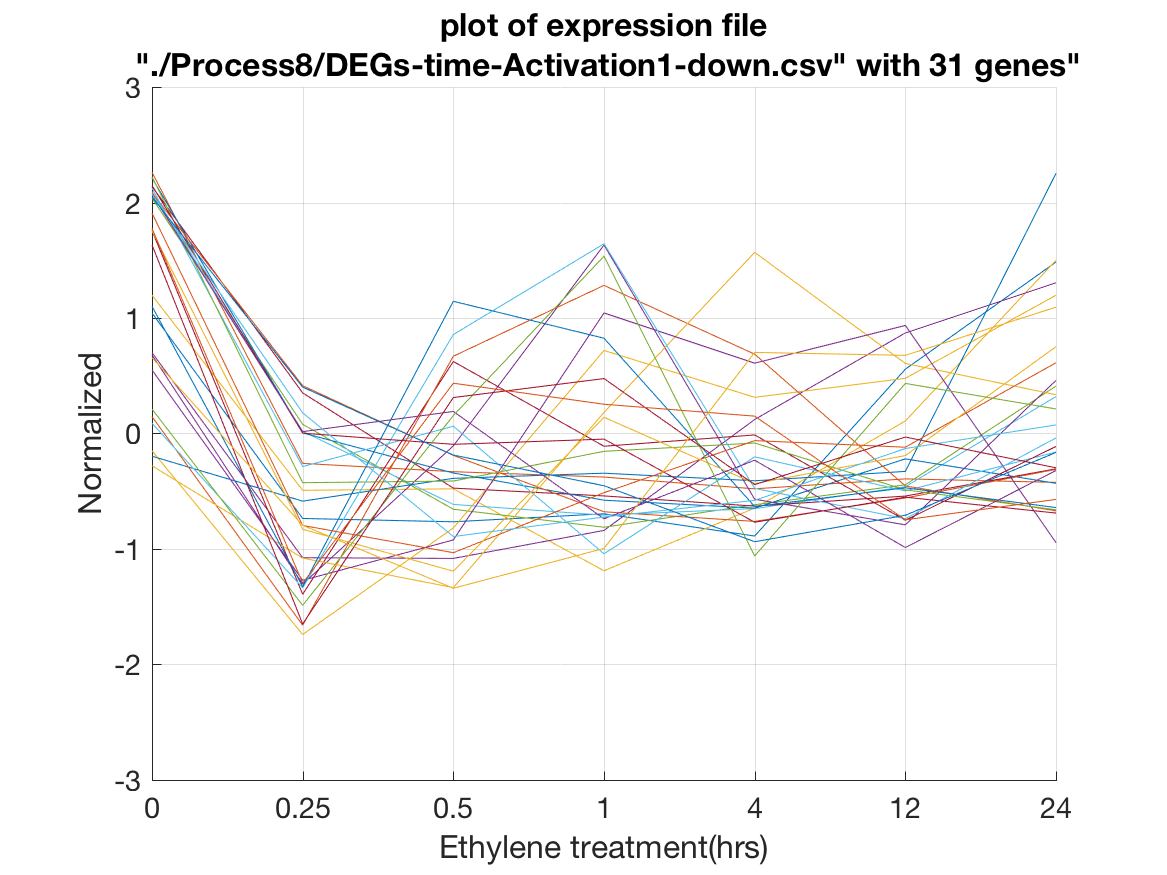 plot of expression file
"./Process8/DEGs-time-Activation1-down.csv" with 31 genes"
3
2
1
0
-1
-2
-3
Normalized
0 0.25 0.5 1 4 12 24
Ethylene treatment(hrs)